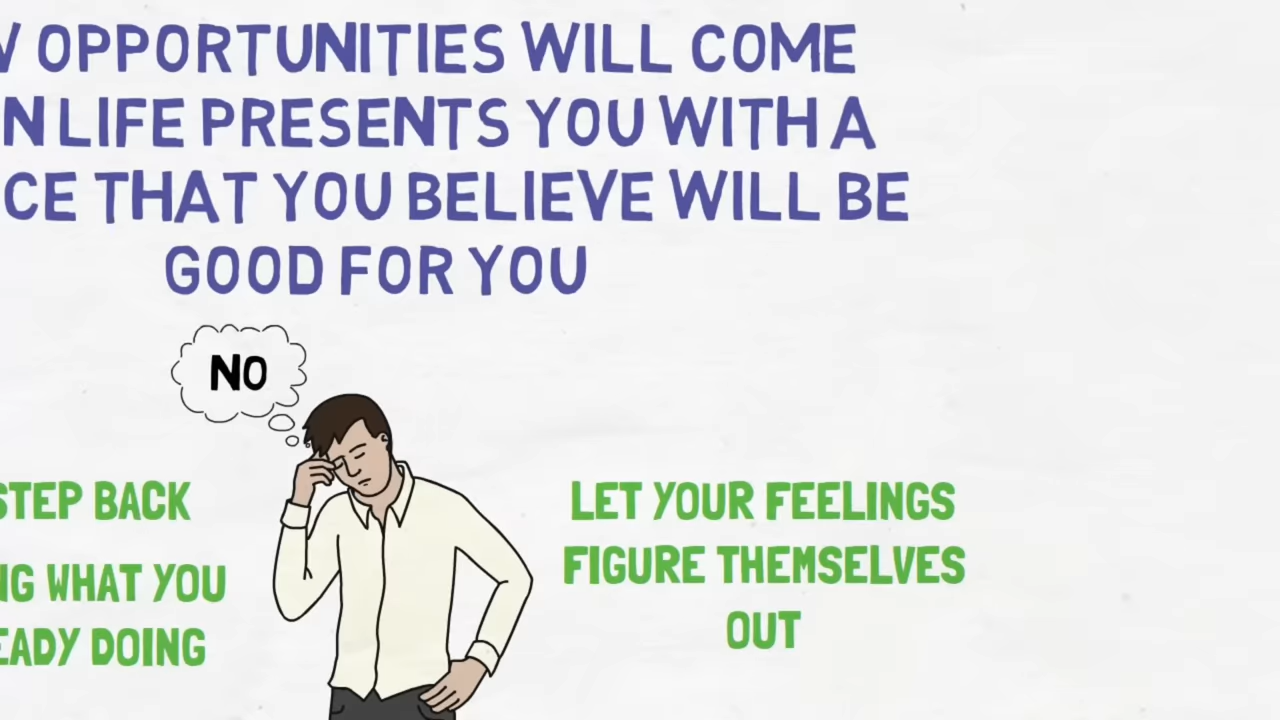 OPPORTUNITIES WILL COME
LIFE PRESENTS YOU WITH A
THAT YOU BELIEVE WILL BE
GOOD FOR YOU
NO
STEP BACK
WHAT YOU
DOING
LET YOUR FEELINGS
FIGURE THEMSELVES
OUT